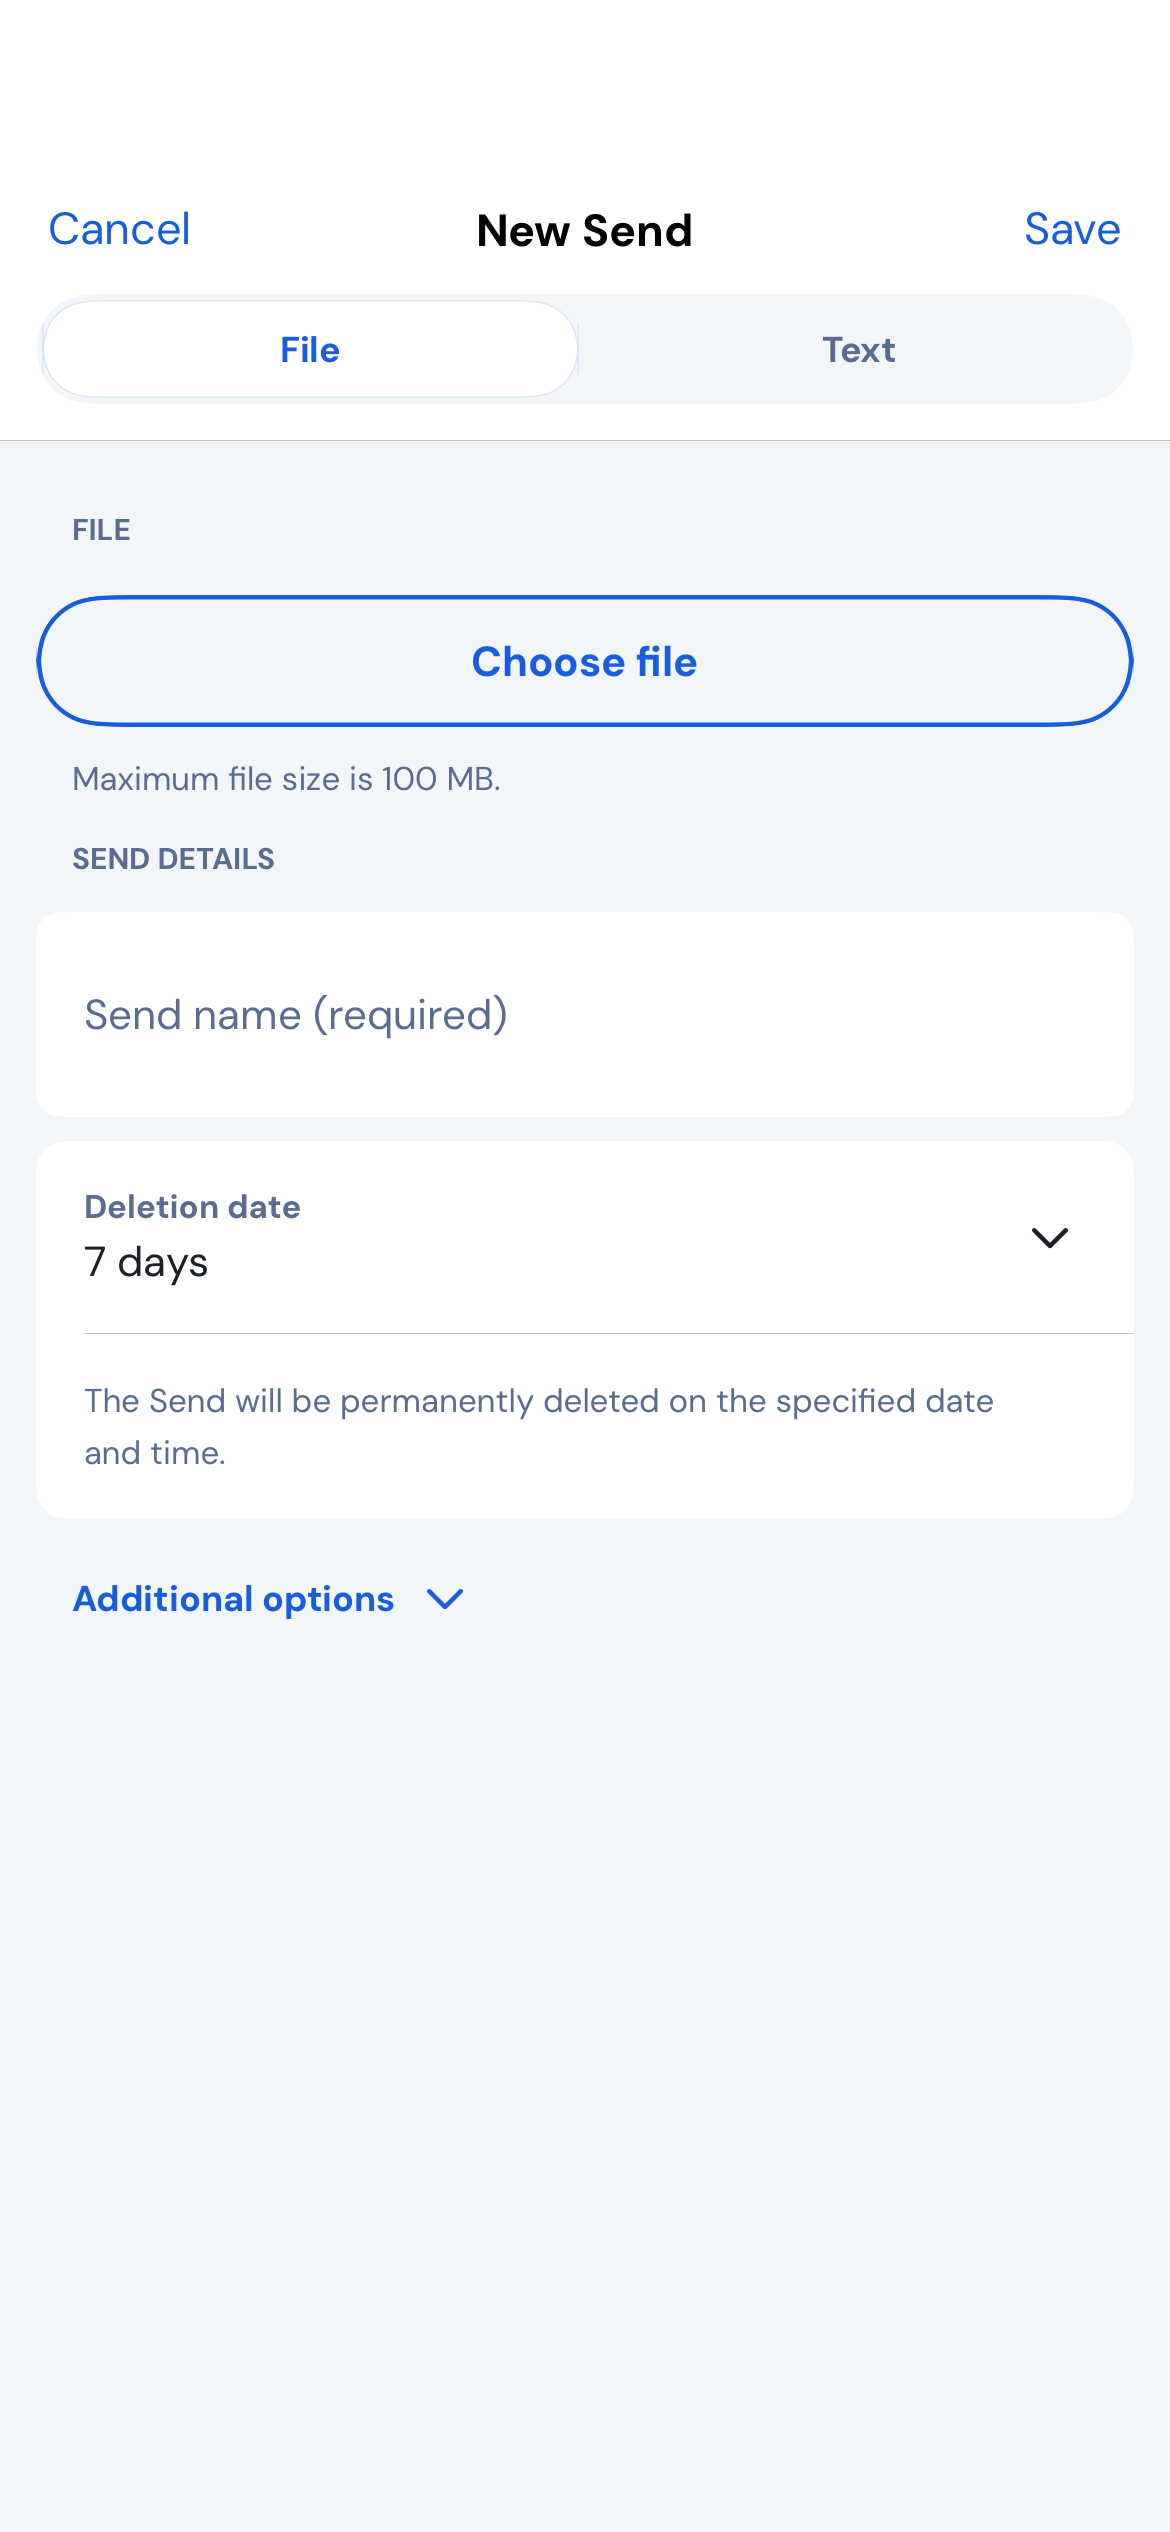 Cancel New Send Save
File Text
FILE
Choose file
Maximum file size is 100 MB.
SEND DETAILS
Send name (required)
Deletion date
7 days
The Send will be permanently deleted on the specified date
and time.
Additional options